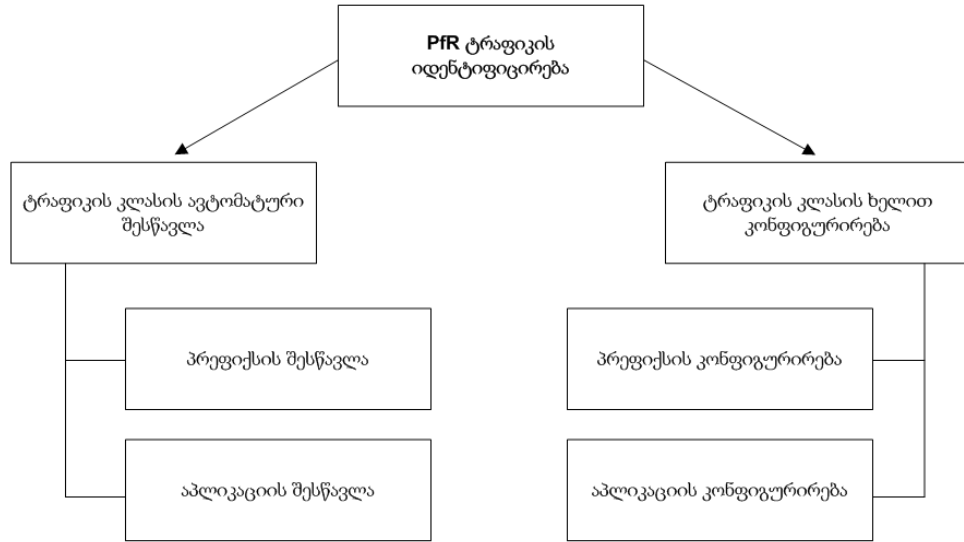 PfR ტრაფიკის
იდენტიფიცირება
ტრაფიკის კლასის ავტომატური
შესწავლა
ტრაფიკის კლასის ხელით
კონფიგურირება
პრეფიქსის შესწავლა
პრეფიქსის კონფიგურირება
აპლიკაციის შესწავლა
აპლიკაციის კონფიგურირება